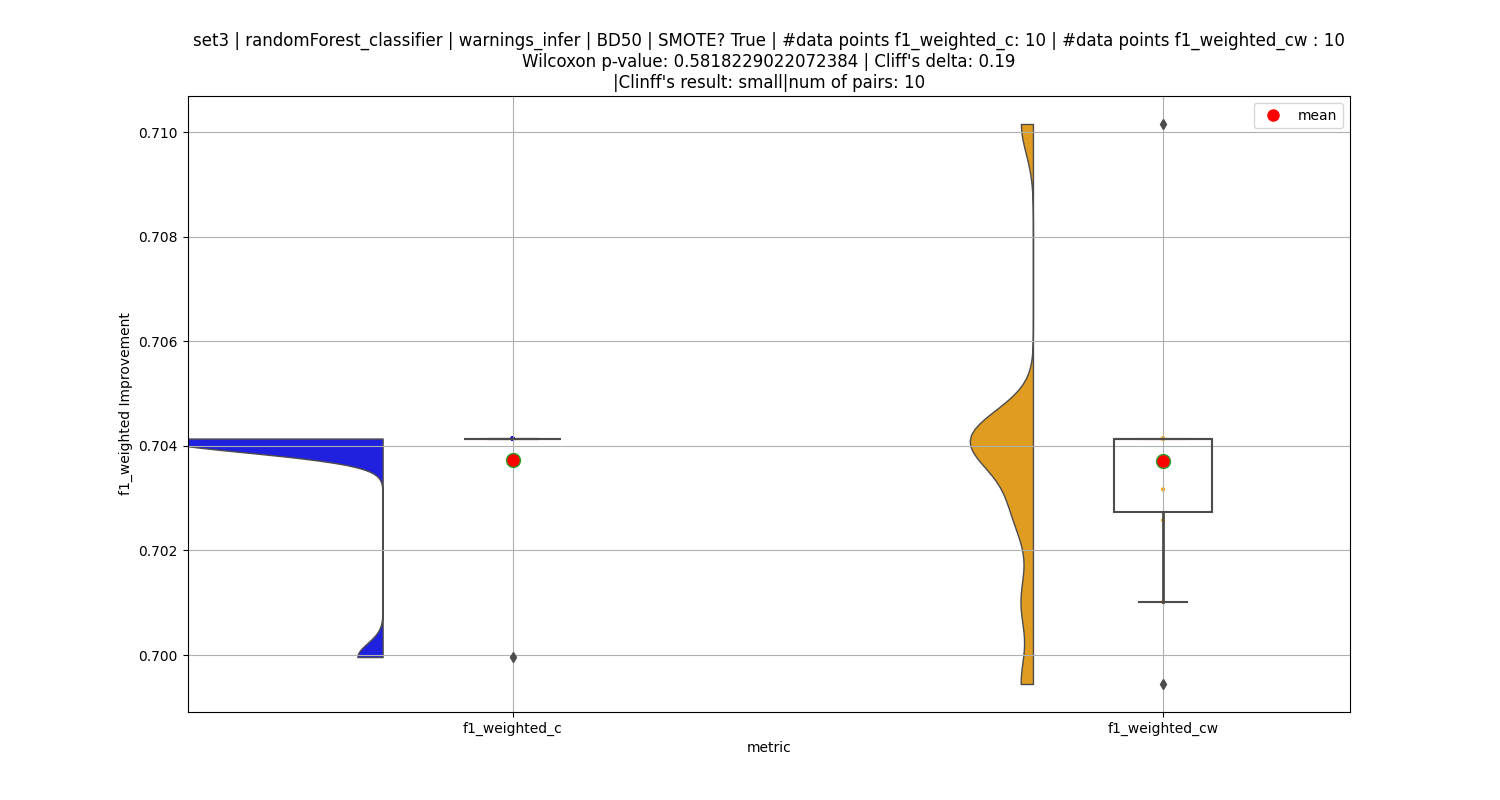 set3 | randomForest_classifier | warnings_infer | BD50 | SMOTE? True | #data points f1_weighted_c: 10 | #data points f1_weighted_cw : 10
Wilcoxon p-value: 0.5818229022072384 | Cliff's delta: 0.19
|Clinff's result: small|num of pairs: 10
mean
0.710
0.708
0.706
0.704
0.702
0.700
f1_weighted Improvement
f1_weighted_c
f1_weighted_cw
metric